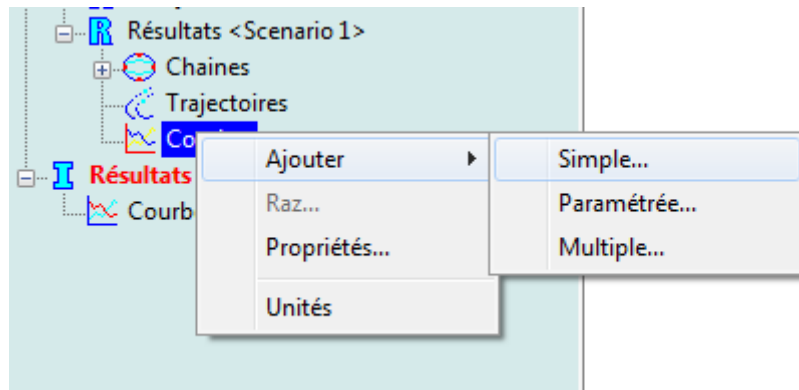 Résultats <Scenario 1>
Chaines
Trajectoires
Ajouter
Simple...
Résultats
Raz...
Paramétrée...
Propriétés...
Multiple...
Unités